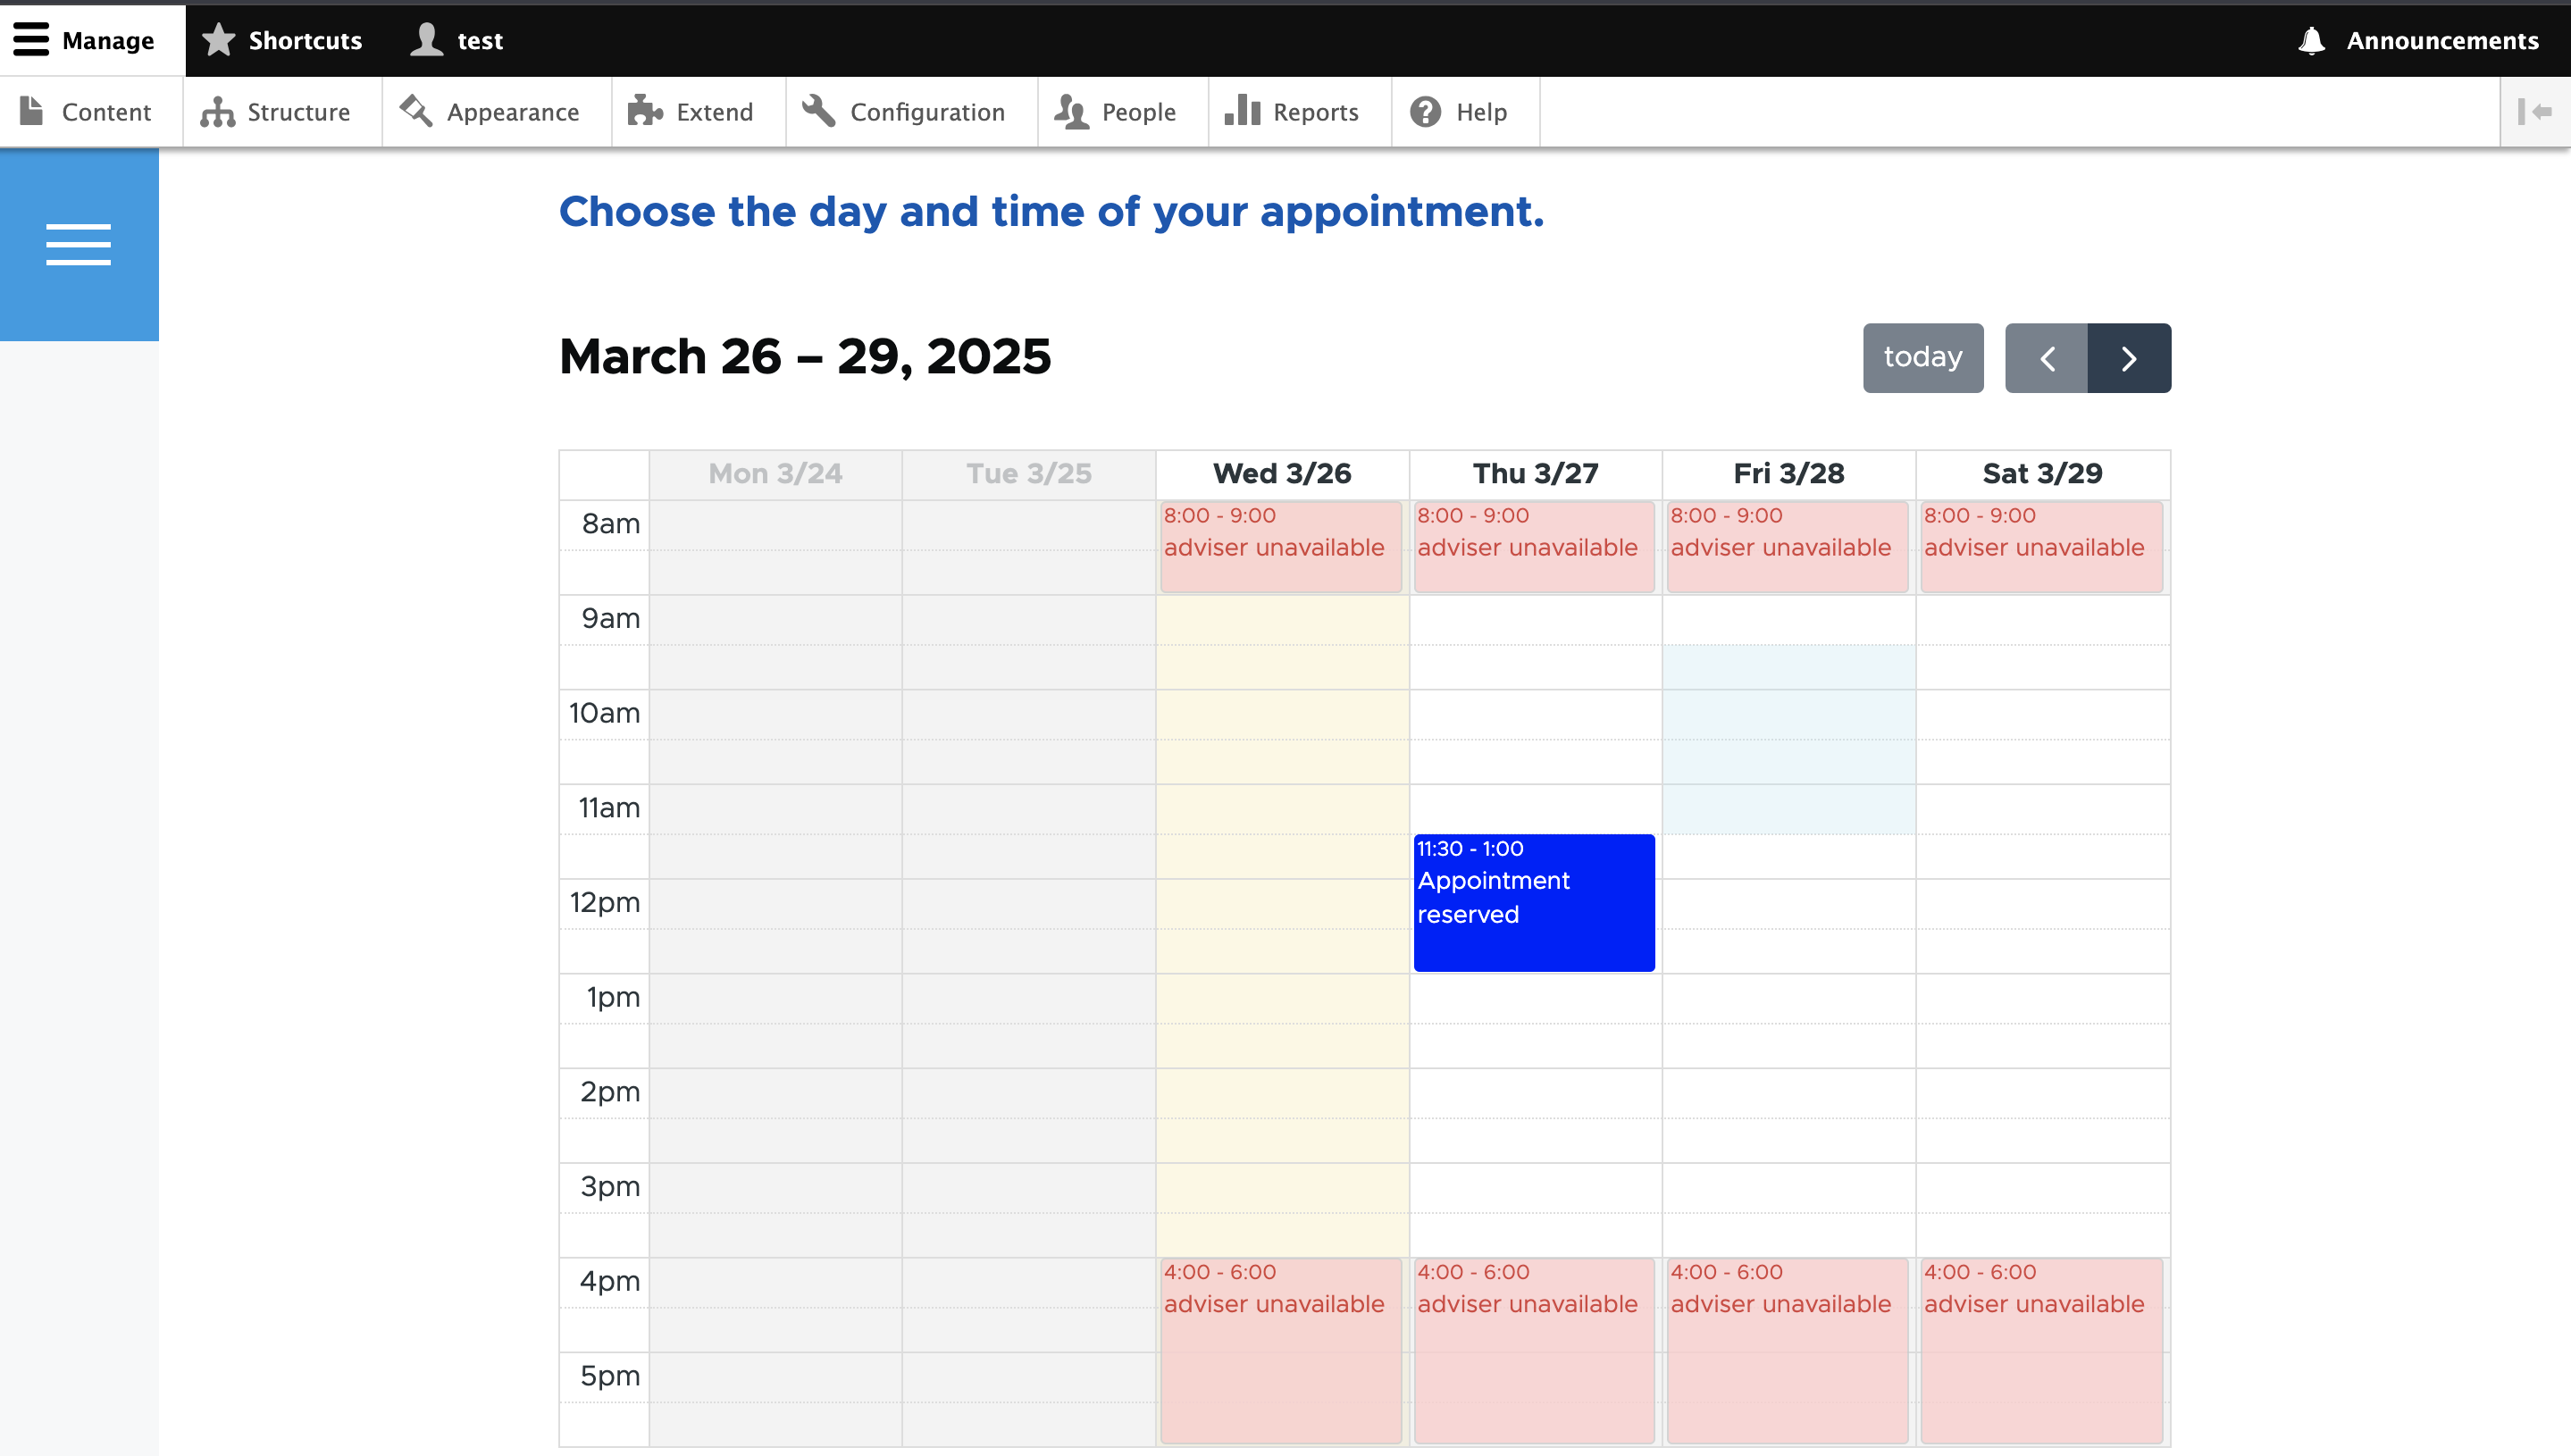 Manage Shortcuts test Announcements
Content Structure Appearance Extend Configuration People Reports Help
Choose the day and time of your appointment.
March 26 – 29, 2025
today
Mon 3/24 Tue 3/25 Wed 3/26 Thu 3/27 Fri 3/28 Sat 3/29
8am
8:00 - 9:00 8:00 - 9:00 8:00 - 9:00 8:00 - 9:00
adviser unavailable adviser unavailable adviser unavailable adviser unavailable
9am
10am
11am
11:30 - 1:00
Appointment
12pm
reserved
1pm
2pm
3pm
4pm
4:00 - 6:00 4:00 - 6:00 4:00 - 6:00 4:00 - 6:00
adviser unavailable adviser unavailable adviser unavailable adviser unavailable
5pm